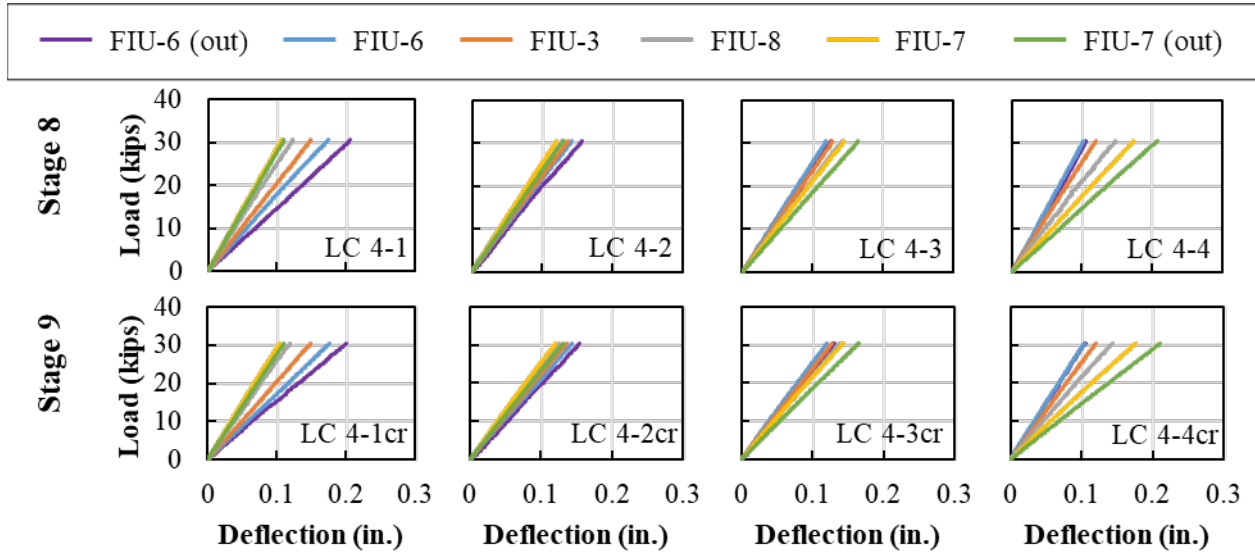 FIU-6 (out) FIU-6 FIU-3 FIU-8 FIU-7 FIU-7 (out)
Stage 8
Load (kips)
40
30
20
10
0
LC 4-1 LC 4-2 LC 4-3 LC 4-4
Stage 9
Load (kips)
40
30
20
10
0
LC 4-1cr LC 4-2cr LC 4-3cr LC 4-4cr
0 0.1 0.2 0.3 0 0.1 0.2 0.3 0 0.1 0.2 0.3 0 0.1 0.2 0.3
Deflection (in.) Deflection (in.) Deflection (in.) Deflection (in.)